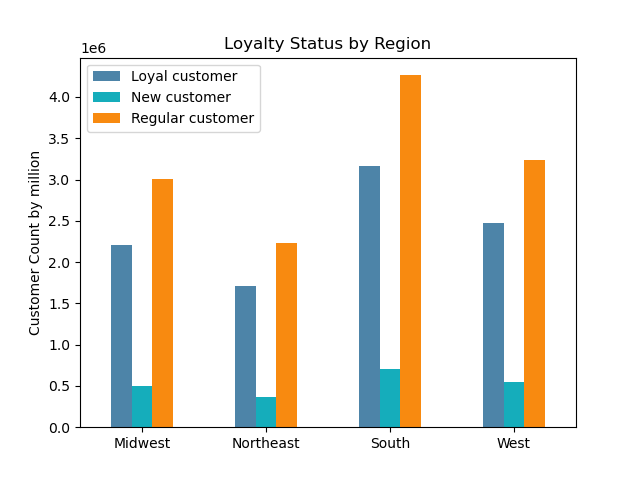 Loyalty Status by Region
1e6
Loyal customer
New customer
Regular customer
Customer Count by million
4.0
3.5
3.0
2.5
2.0
1.5
1.0
0.5
0.0
Midwest Northeast South West